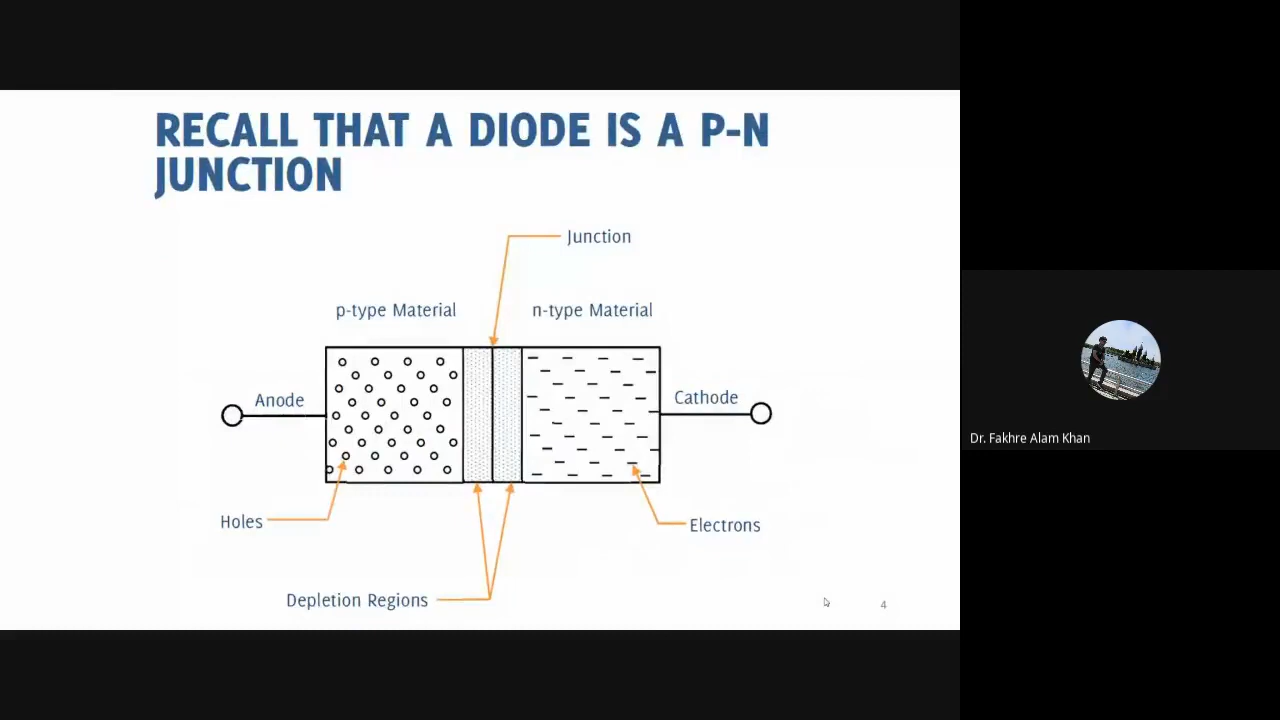 RECALL THAT A DIODE IS A P-N
JUNCTION
Junction
p-type Material
n-type Material
Anode
Cathode
Holes
Electrons
Depletion Regions
4
Dr. Fakhre Alam Khan